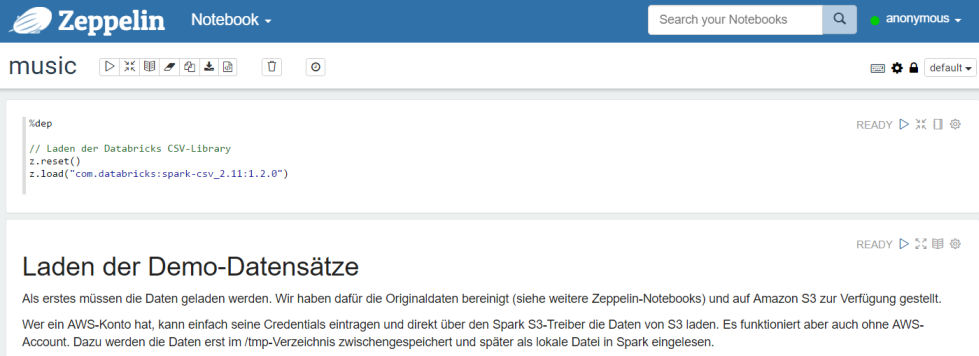 Zeppelin Notebook Search your Notebooks anonymous
music default
READY
%dep
// Laden der Databricks CSV-Library
z.reset()
z.load("com.databricks:spark-csv_2.11:1.2.0")
READY
Laden der Demo-Datensätze
Als erstes müssen die Daten geladen werden. Wir haben dafür die Originaldaten bereinigt (siehe weitere Zeppelin-Notebooks) und auf Amazon S3 zur Verfügung gestellt.
Wer ein AWS-Konto hat, kann einfach seine Credentials eintragen und direkt über den Spark S3-Treiber die Daten von S3 laden. Es funktioniert aber auch ohne AWS-
Account. Dazu werden die Daten erst im /tmp-Verzeichnis zwischengespeichert und später als lokale Datei in Spark eingelesen.